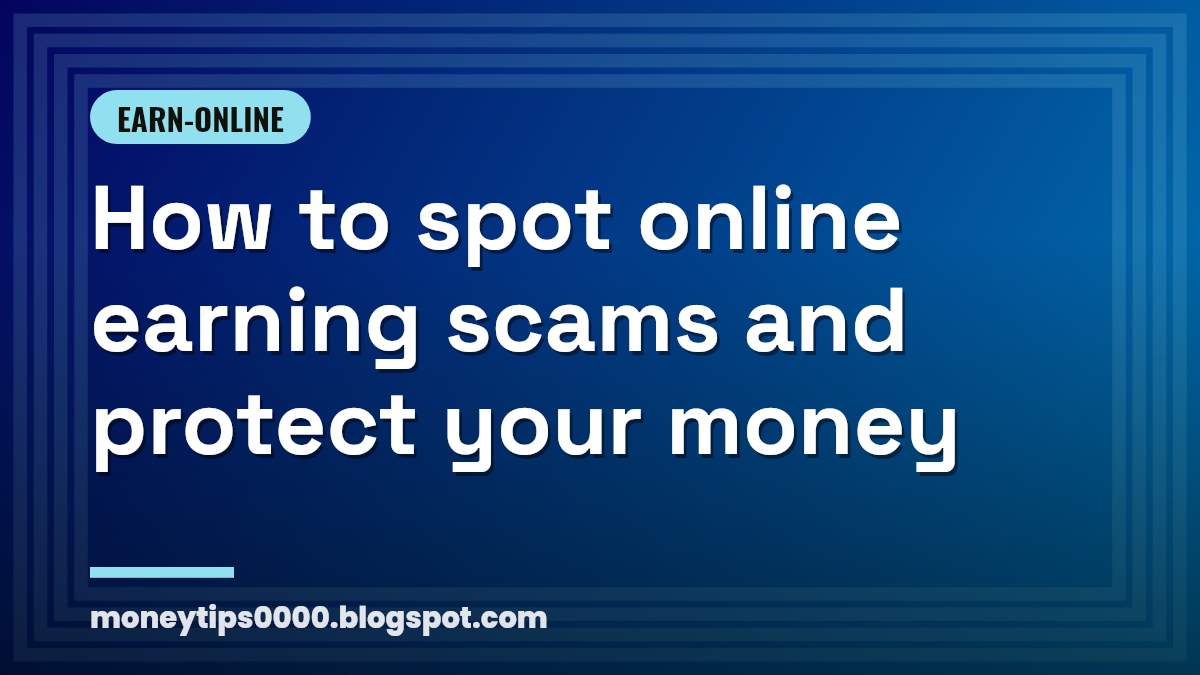 EARN-ONLINE
How to spot online
earning scams and
protect your money
moneytips0000.blogspot.com